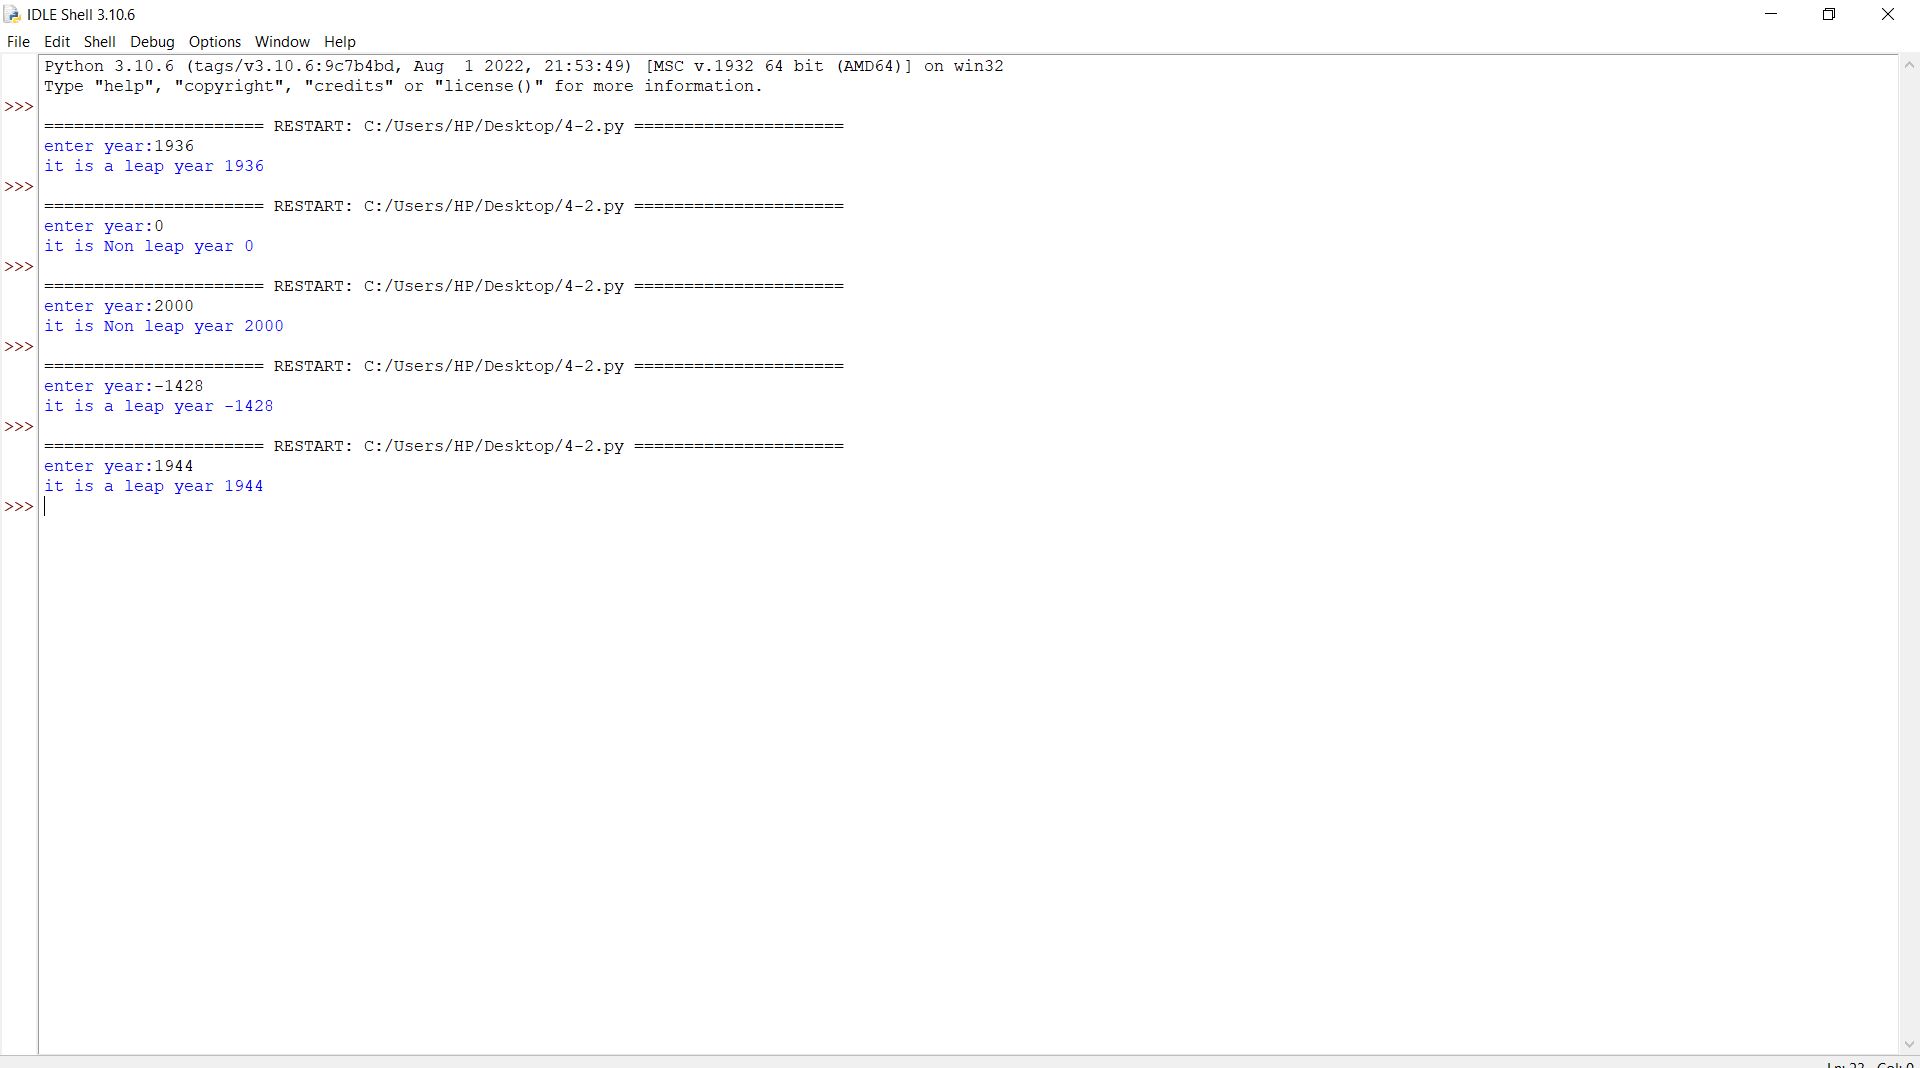 IDLE Shell 3.10.6
File Edit Shell Debug Options Window Help
Python 3.10.6 (tags/v3.10.6:9c7b4bd, Aug  1 2022, 21:53:49) [MSC v.1932 64 bit (AMD64)] on win32
Type "help", "copyright", "credits" or "license()" for more information.
>>>
====================== RESTART: C:/Users/HP/Desktop/4-2.py =====================
enter year:1936
it is a leap year 1936
>>>
====================== RESTART: C:/Users/HP/Desktop/4-2.py =====================
enter year:0
it is Non leap year 0
>>>
====================== RESTART: C:/Users/HP/Desktop/4-2.py =====================
enter year:2000
it is Non leap year 2000
>>>
====================== RESTART: C:/Users/HP/Desktop/4-2.py =====================
enter year:-1428
it is a leap year -1428
>>>
====================== RESTART: C:/Users/HP/Desktop/4-2.py =====================
enter year:1944
it is a leap year 1944
>>>